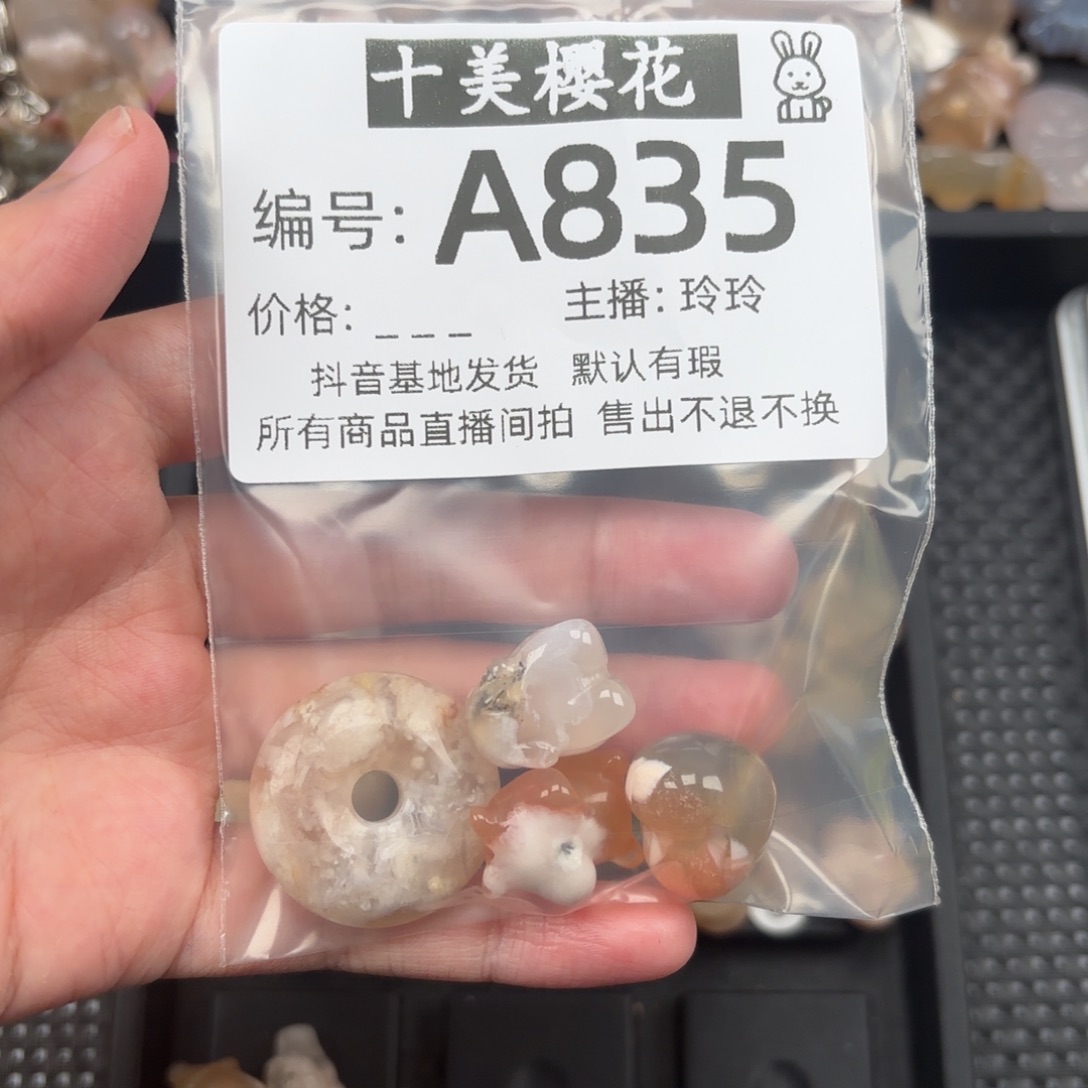 十美樱花
编号: A835
价格: _ _ _ 主播: 玲玲
抖音基地发货 默认有瑕
所有商品直播间拍 售出不退不换